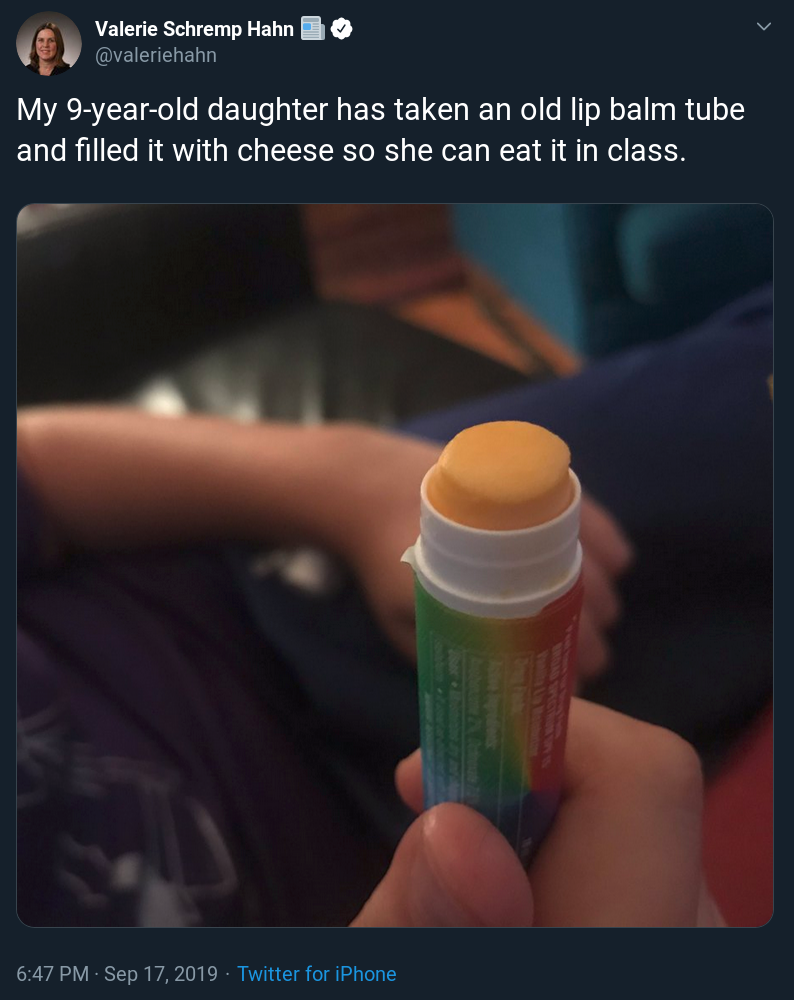 Valerie Schremp Hahn
@valeriehahn
My 9-year-old daughter has taken an old lip balm tube
and filled it with cheese so she can eat it in class.
6:47 PM · Sep 17, 2019 · Twitter for iPhone